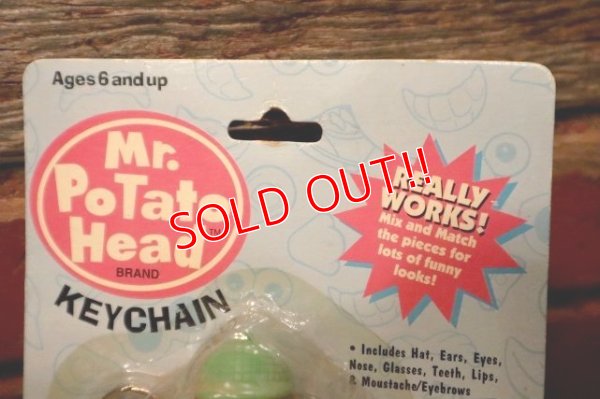 Ages 6 and up
Mr.
PoTato
Head
TM
BRAND
KEYCHAIN
SOLD OUT!!
REALLY
WORKS!
Mix and Match
the pieces for
lots of funny
looks!
• Includes Hat, Ears, Eyes,
Nose, Glasses, Teeth, Lips,
& Moustache/Eyebrows